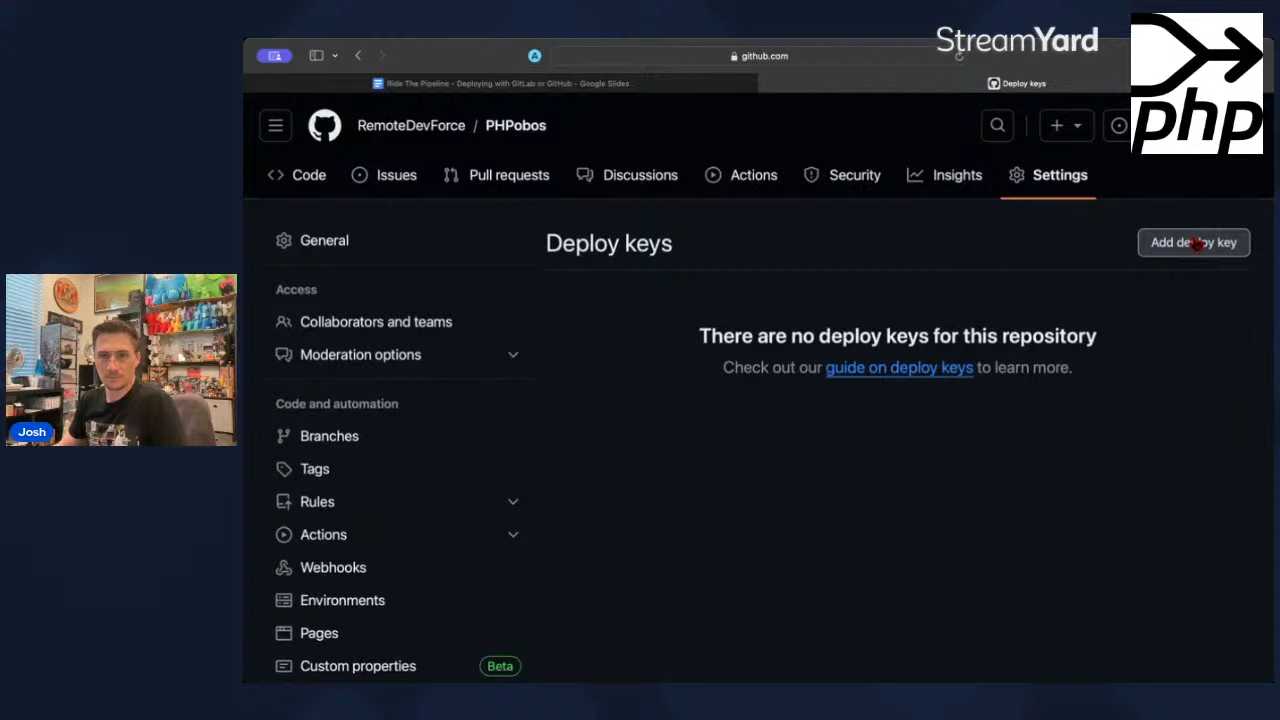 StreamYard
php
github.com
Ride The Pipeline - Deploying with GitLab or GitHub - Google Slides
Deploy keys
RemoteDevForce / PHPobos
Code
Issues
Pull requests
Discussions
Actions
Security
Insights
Settings
General
Access
Collaborators and teams
Moderation options
Code and automation
Branches
Tags
Rules
Actions
Webhooks
Environments
Pages
Custom properties
Beta
Deploy keys
Add deploy key
There are no deploy keys for this repository
Check out our guide on deploy keys to learn more.
Josh